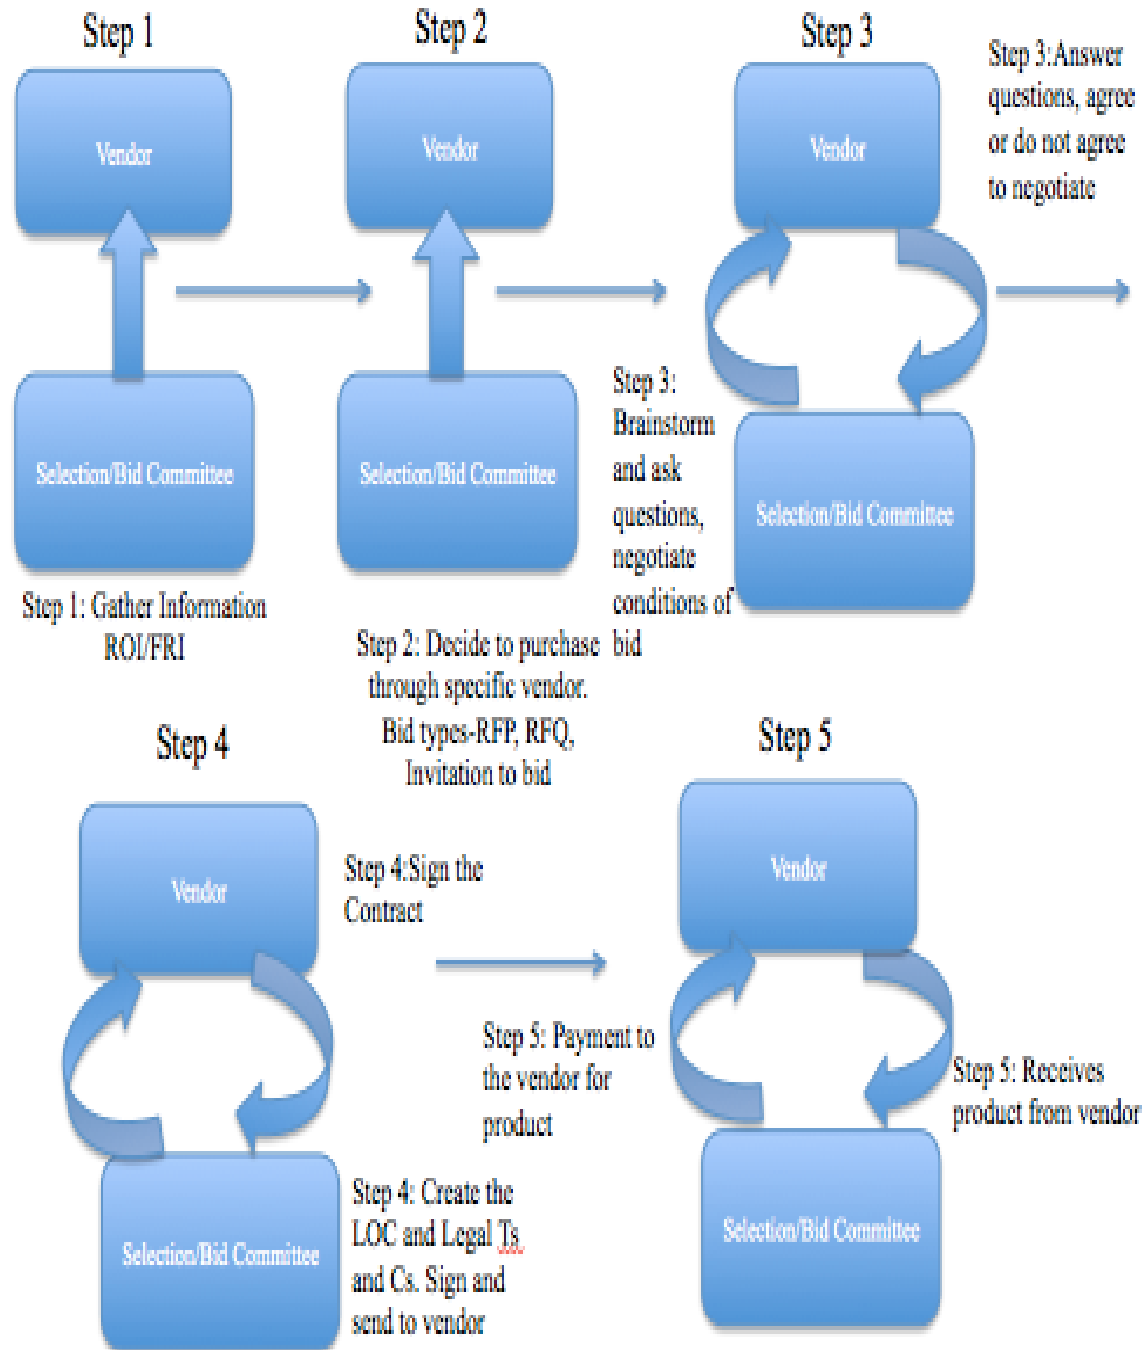 Step 1
Vendor
Selection/Bid Committee
Step 1: Gather Information
ROI/FRI
Step 2
Vendor
Selection/Bid Committee
Step 2: Decide to purchase
through specific vendor.
Bid types-RFP, RFQ,
Invitation to bid
Step 3
Vendor
Step 3:Answer
questions, agree
or do not agree
to negotiate
Step 3:
Brainstorm
and ask
questions,
negotiate
conditions of
bid
Selection/Bid Committee
Step 4
Vendor
Step 4:Sign the
Contract
Selection/Bid Committee
Step 4: Create the
LOC and Legal Ts
and Cs. Sign and
send to vendor
Step 5
Vendor
Step 5: Payment to
the vendor for
product
Step 5: Receives
product from vendor
Selection/Bid Committee